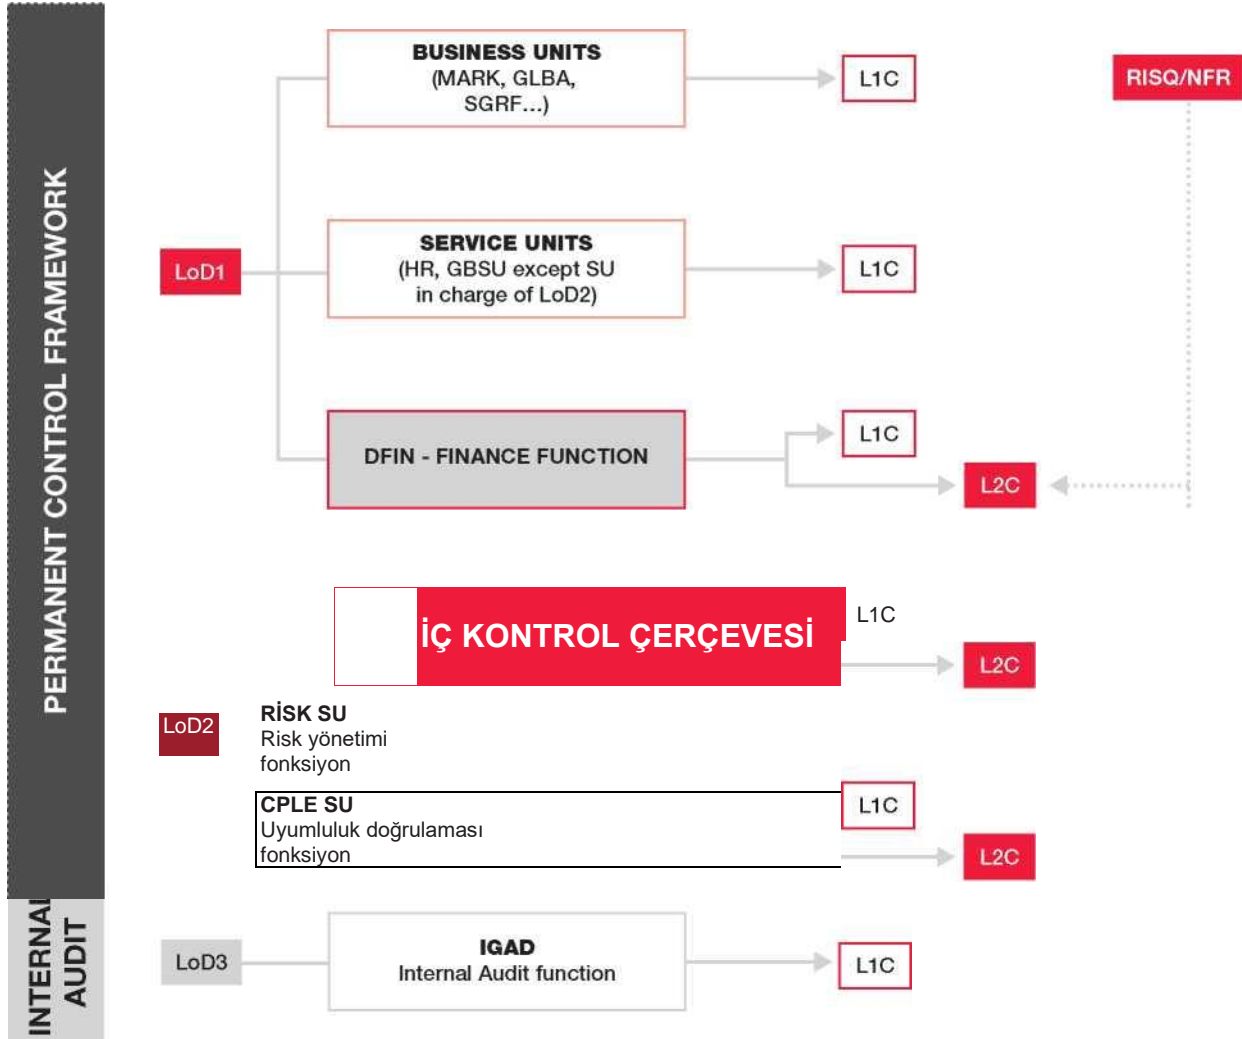 PERMANENT CONTROL FRAMEWORK
BUSINESS UNITS
(MARK, GLBA,
SGRF...)
L1C
RISQ/NFR
LoD1
SERVICE UNITS
(HR, GBSU except SU
in charge of LoD2)
L1C
DFIN - FINANCE FUNCTION
L1C
L2C
İÇ KONTROL ÇERÇEVESİ
L1C
L2C
LoD2
RİSK SU
Risk yönetimi
fonksiyon
CPLE SU
Uyumluluk doğrulaması
fonksiyon
L1C
L2C
INTERNAL
AUDIT
LoD3
IGAD
Internal Audit function
L1C